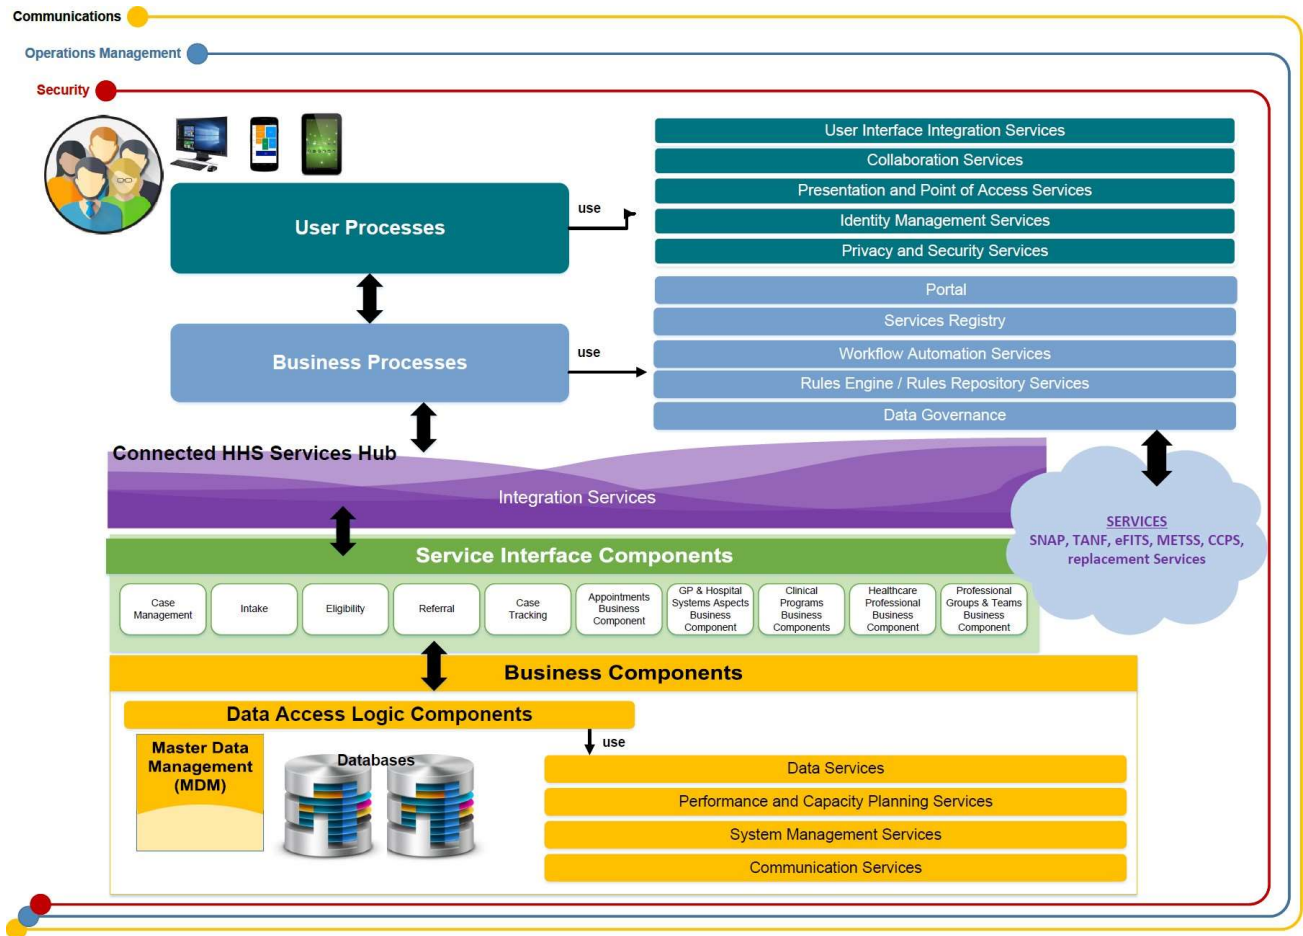 Communications
Operations Management
Security
User Interface Integration Services
Collaboration Services
Presentation and Point of Access Services
Identity Management Services
Privacy and Security Services
User Processes
use
Portal
Services Registry
Workflow Automation Services
Rules Engine / Rules Repository Services
Data Governance
Business Processes
use
Connected HHS Services Hub
Integration Services
SERVICES
SNAP, TANF, eFITS, METSS, CCPS,
replacement Services
Service Interface Components
Case
Management
Intake
Eligibility
Referral
Case
Tracking
Appointments
Business
Component
GP & Hospital
Systems Aspects
Business
Component
Clinical
Programs
Business
Components
Healthcare
Professional
Business
Component
Professional
Groups & Teams
Business
Component
Business Components
Data Access Logic Components
use
Master Data
Management
(MDM)
Databases
Data Services
Performance and Capacity Planning Services
System Management Services
Communication Services